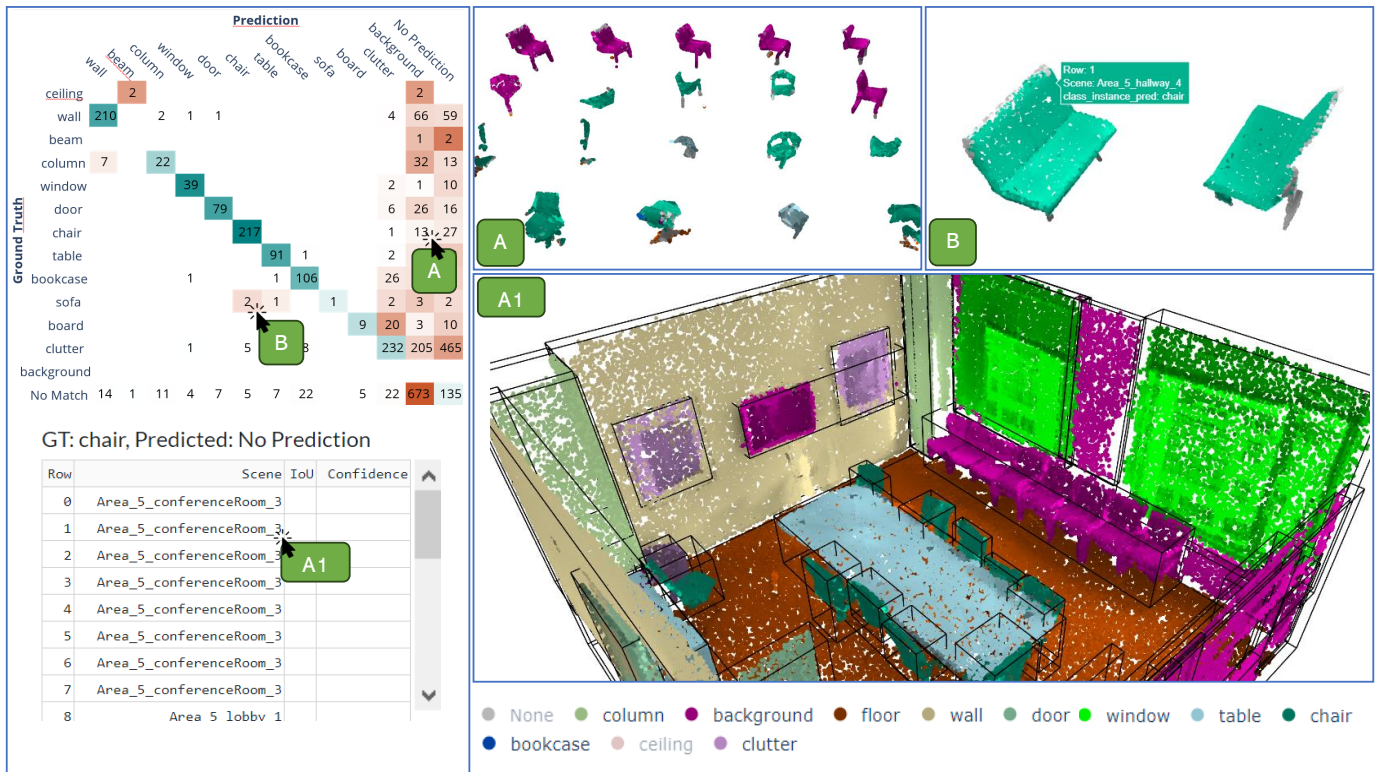 Prediction
wall beam column window door chair table bookcase sofa board clutter background No Prediction
Ground Truth
ceiling 2 2
wall 210 2 1 1 4 66 59
beam 1 2
column 7 22 32 13
window 39 2 1 10
door 79 6 26 16
chair 217 1 13 27
table 91 1 2
bookcase 1 1 106 26
A
sofa 2 1 1 2 3 2
board 9 20 3 10
clutter 1 5 8 232 205 465
B
background
No Match 14 1 11 4 7 5 7 22 5 22 673 135
GT: chair, Predicted: No Prediction
Row Scene IoU Confidence
0 Area_5_conferenceRoom_3
1 Area_5_conferenceRoom_3
2 Area_5_conferenceRoom_3
A1
3 Area_5_conferenceRoom_3
4 Area_5_conferenceRoom_3
5 Area_5_conferenceRoom_3
6 Area_5_conferenceRoom_3
7 Area_5_conferenceRoom_3
8 Area_5_lobby_1
A
Row: 1
Scene: Area_5_hallway_4
class_instance_pred: chair
B
A1
None column background floor wall door window table chair
bookcase ceiling clutter